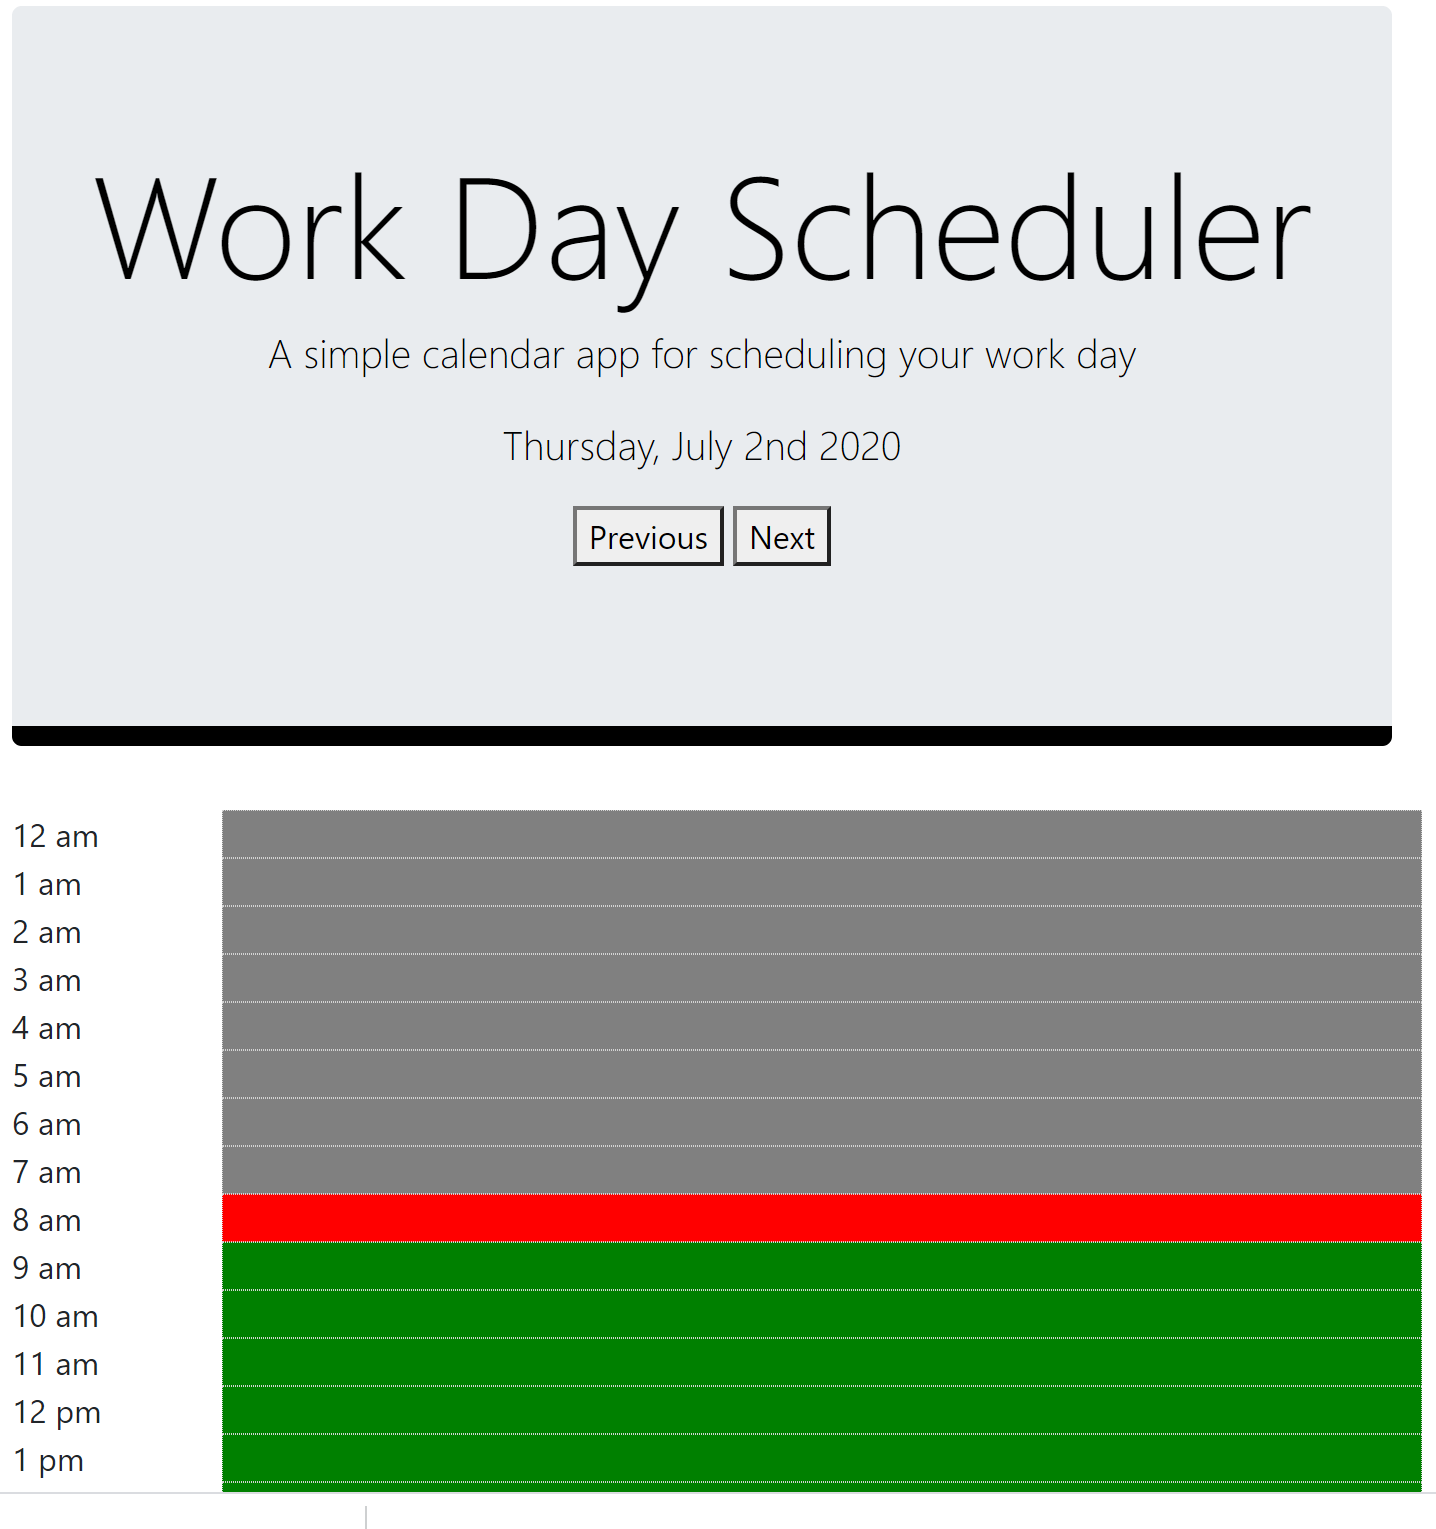 Work Day Scheduler
A simple calendar app for scheduling your work day
Thursday, July 2nd 2020
Previous Next
12 am
1 am
2 am
3 am
4 am
5 am
6 am
7 am
8 am
9 am
10 am
11 am
12 pm
1 pm